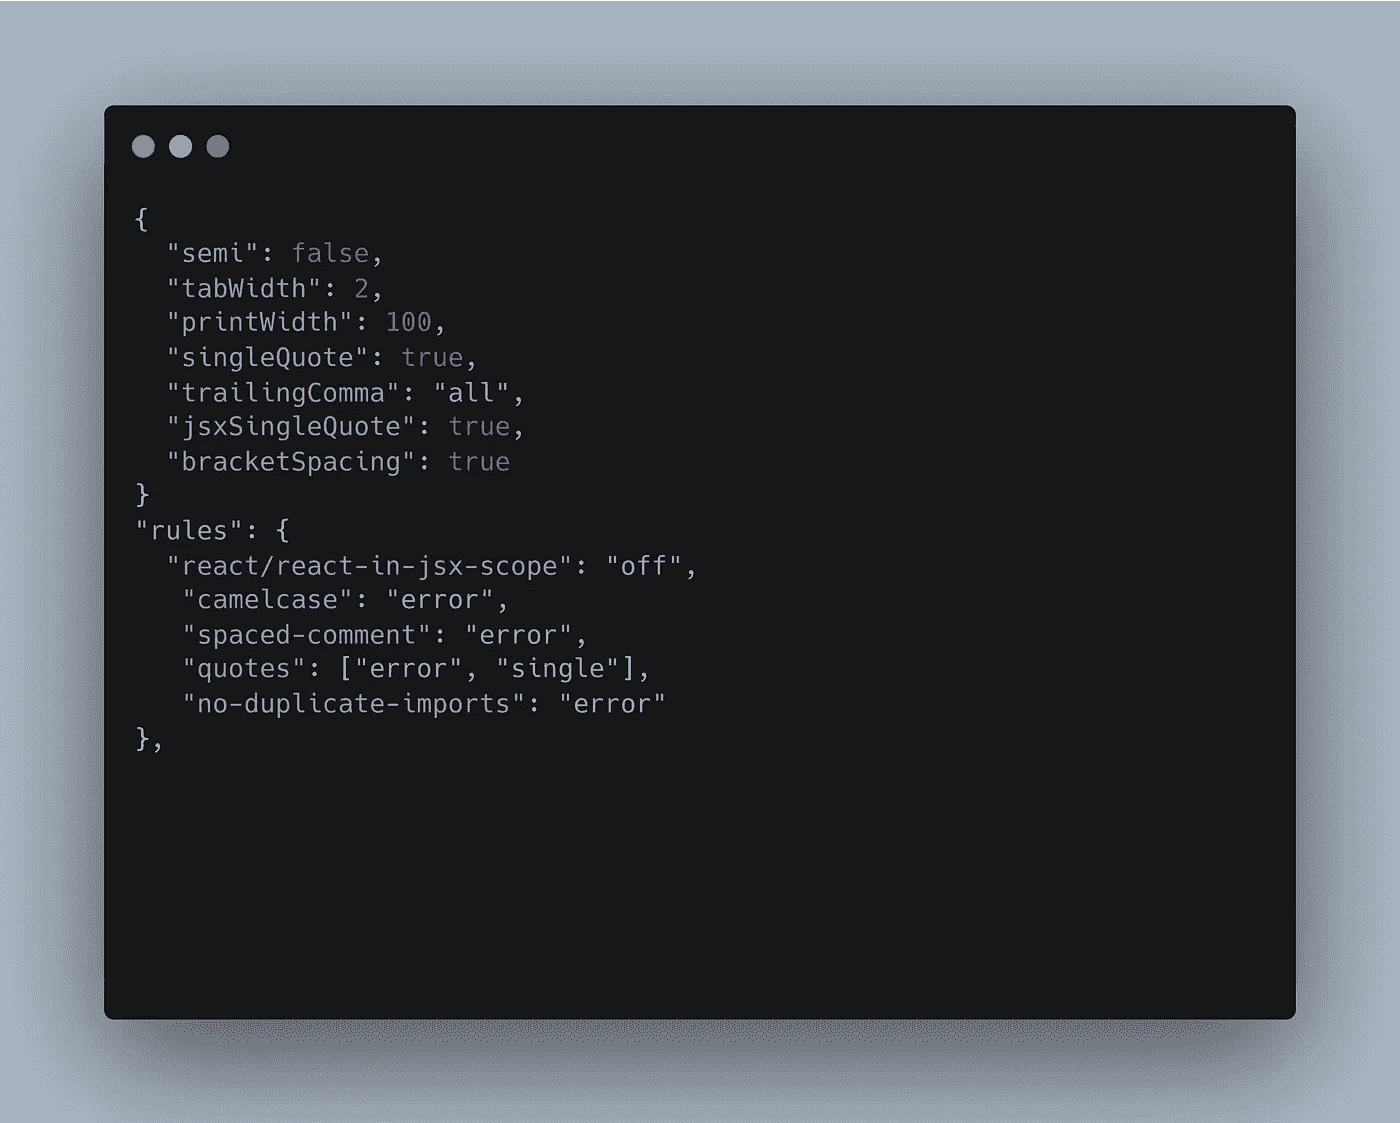 {
  "semi": false,
  "tabWidth": 2,
  "printWidth": 100,
  "singleQuote": true,
  "trailingComma": "all",
  "jsxSingleQuote": true,
  "bracketSpacing": true
}
"rules": {
  "react/react-in-jsx-scope": "off",
   "camelcase": "error",
   "spaced-comment": "error",
   "quotes": ["error", "single"],
   "no-duplicate-imports": "error"
},